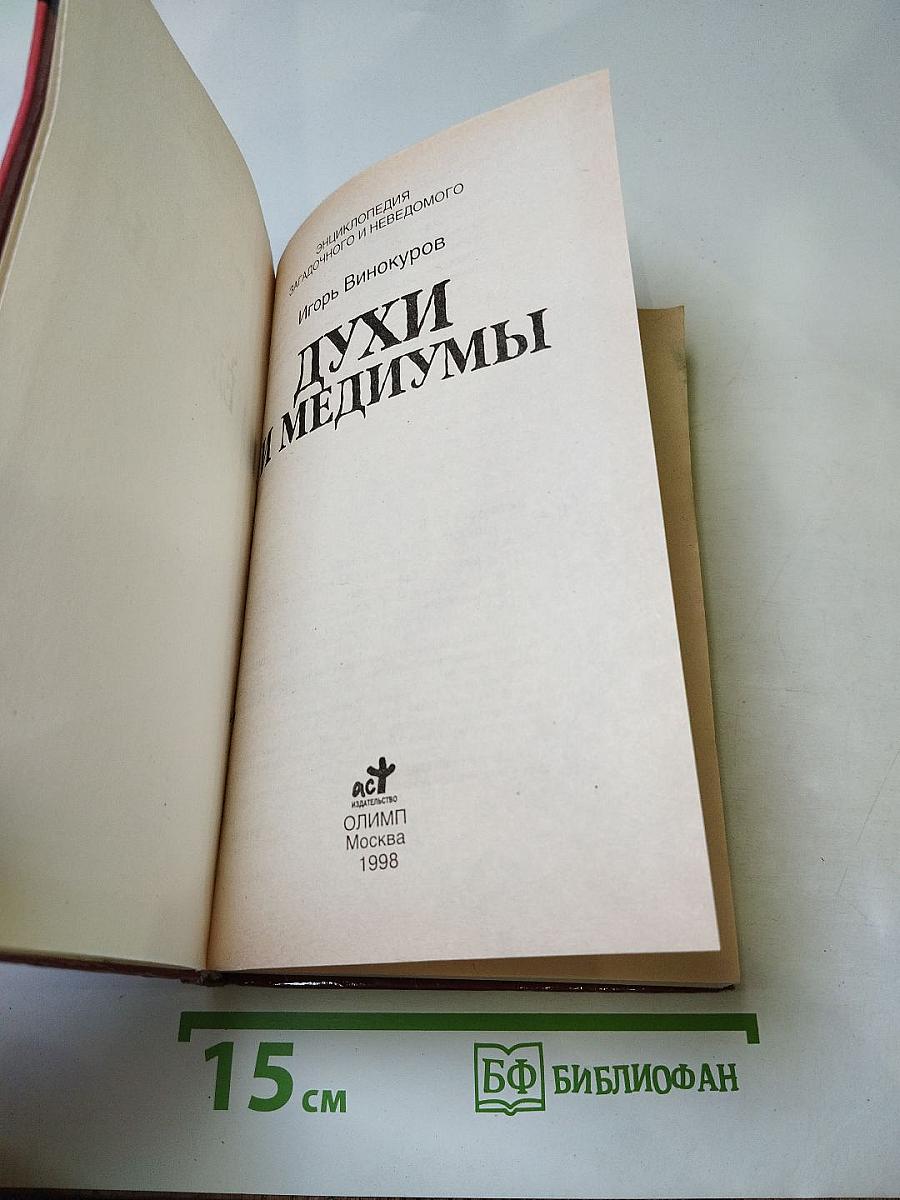 ЭНЦИКЛОПЕДИЯ
ЗАГАДОЧНОГО И НЕВЕДОМОГО
Игорь Винокуров
ДУХИ
И МЕДИУМЫ
аст
ИЗДАТЕЛЬСТВО
ОЛИМП
Москва
1998
15 см
БФ БИБЛИОФАН